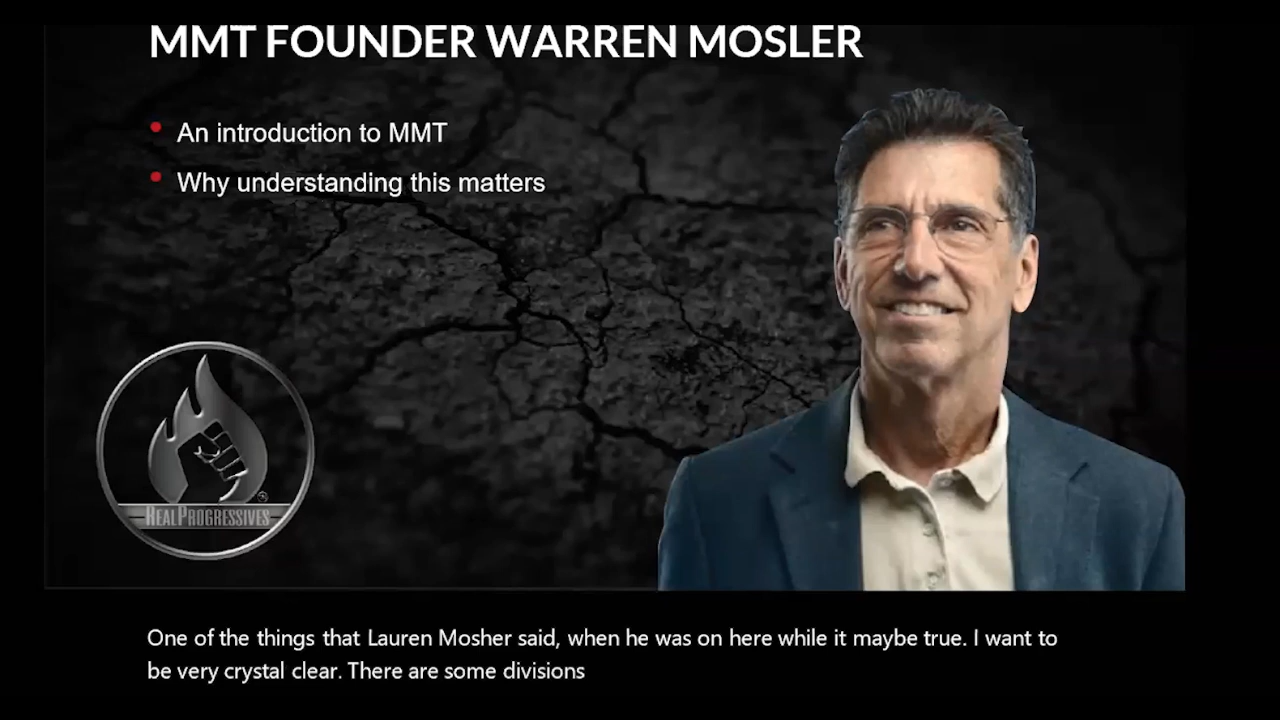 MMT FOUNDER WARREN MOSLER
• An introduction to MMT
• Why understanding this matters
REALPROGRESSIVES
®
One of the things that Lauren Mosher said, when he was on here while it maybe true. I want to
be very crystal clear. There are some divisions